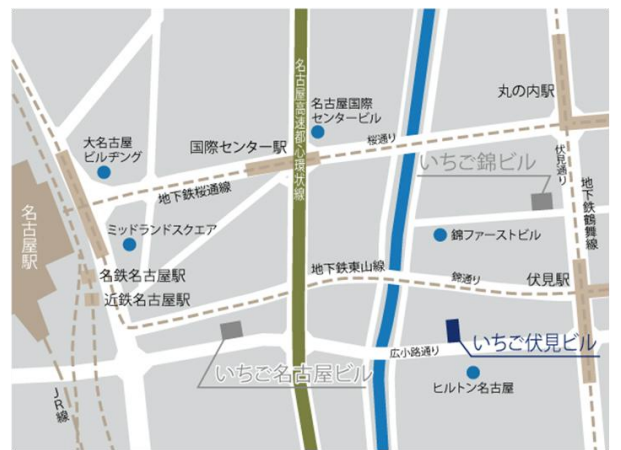 名古屋高速都心環状線
名古屋国際
センタービル
丸の内駅
大名古屋
ビルヂング
国際センター駅
桜通り
いちご錦ビル
伏見通り
地下鉄鶴舞線
地下鉄桜通線
名古屋駅
ミッドランドスクエア
錦ファーストビル
名鉄名古屋駅
近鉄名古屋駅
地下鉄東山線
錦通り
伏見駅
広小路通り
いちご伏見ビル
いちご名古屋ビル
ヒルトン名古屋
JR線